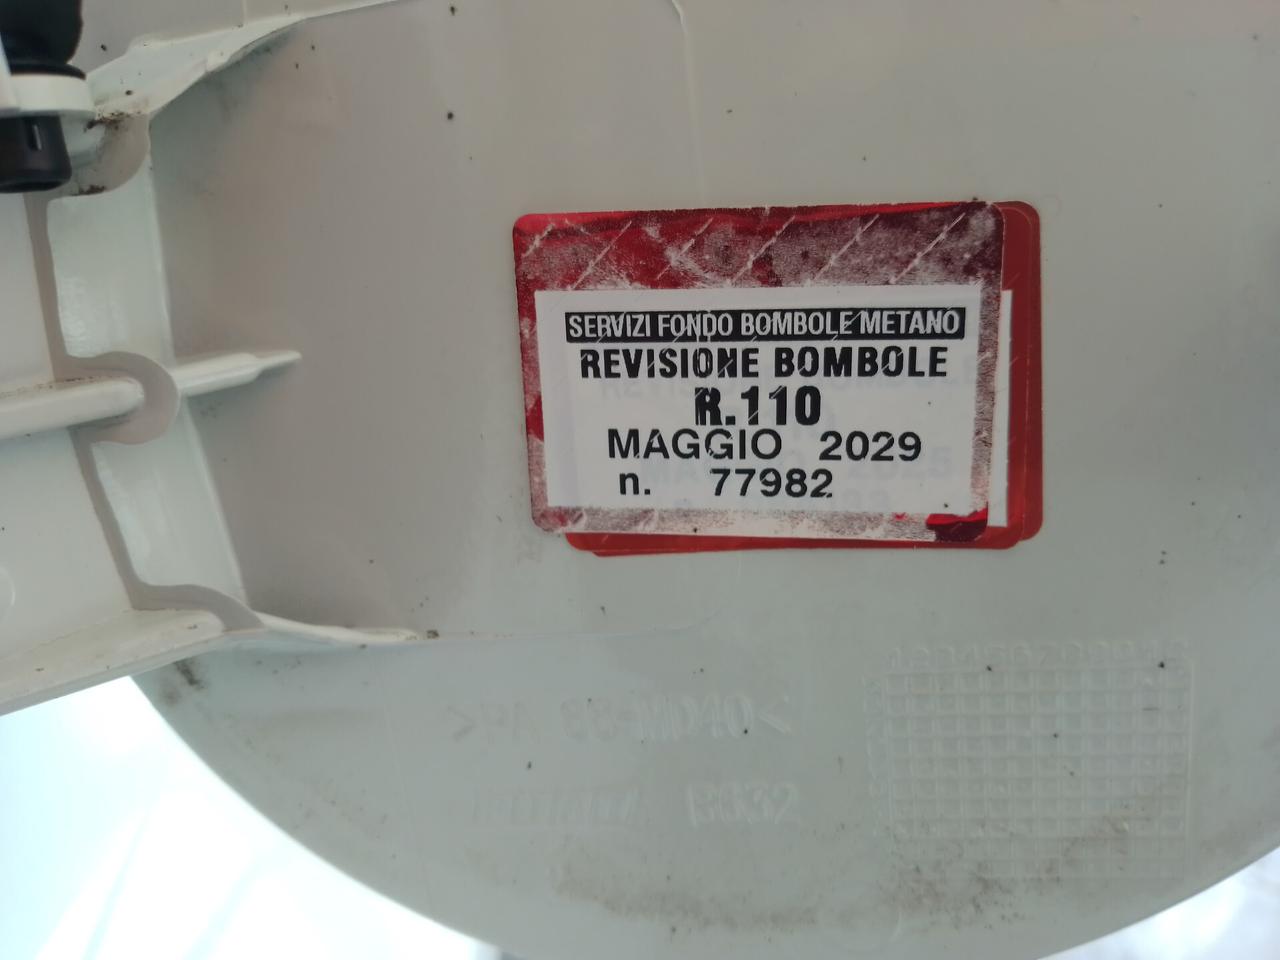 SERVIZI FONDO BOMBOLE METANO
REVISIONE BOMBOLE
R.110
MAGGIO 2029
n. 77982